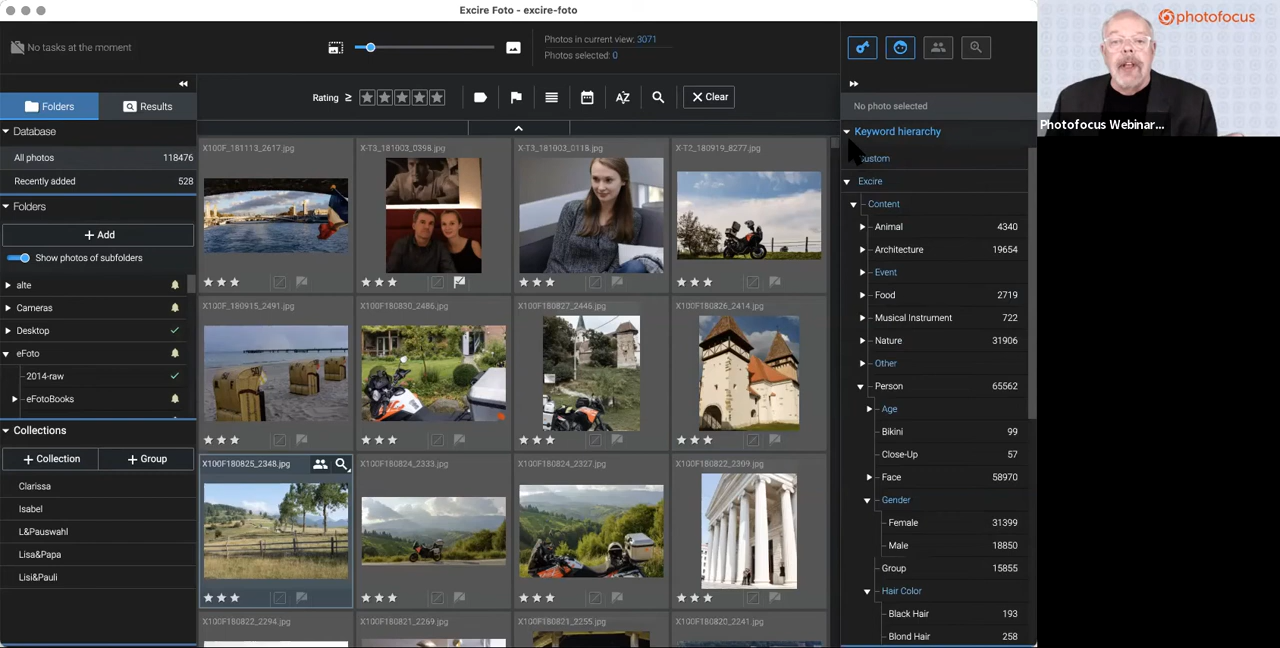 Excire Foto - excire-foto
No tasks at the moment
Photos in current view: 3071
Photos selected: 0
photofocus
Photofocus Webinar...
Folders
Results
Rating ≥
Clear
No photo selected
Database
All photos 118476
Recently added 528
Folders
+ Add
Show photos of subfolders
alte
Cameras
Desktop
eFoto
2014-raw
eFotoBooks
Collections
+ Collection
+ Group
Clarissa
Isabel
L&Pauswahl
Lisa&Papa
Lisi&Pauli
X100F_181113_2617.jpg
X-T3_181003_0398.jpg
X-T3_181003_0118.jpg
X-T2_180919_8277.jpg
X100F_180915_2491.jpg
X100F180830_2486.jpg
X100F180827_2446.jpg
X100F180826_2414.jpg
X100F180825_2348.jpg
X100F180824_2333.jpg
X100F180824_2327.jpg
X100F180822_2309.jpg
X100F180822_2294.jpg
X100F180821_2259.jpg
X100F180821_2255.jpg
X100F180820_2241.jpg
Keyword hierarchy
Custom
Excire
Content
Animal 4340
Architecture 19654
Event
Food 2719
Musical Instrument 722
Nature 31906
Other
Person 65562
Age
Bikini 99
Close-Up 57
Face 58970
Gender
Female 31399
Male 18850
Group 15855
Hair Color
Black Hair 193
Blond Hair 258